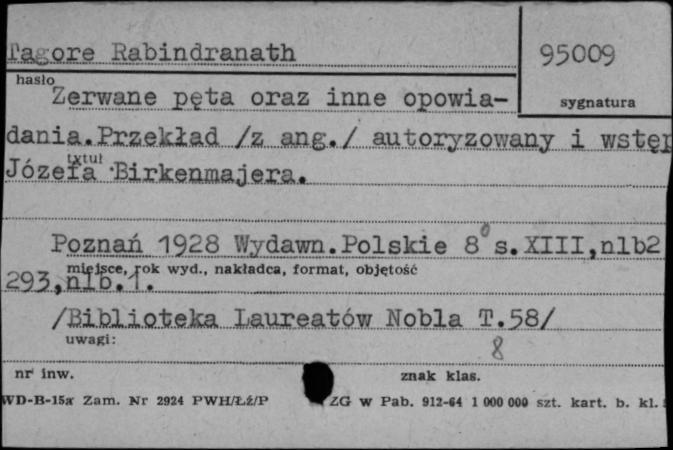 Tagore Rabindranath
95009
hasło
Zerwane pęta oraz inne opowia-
sygnatura
dania.Przekład /z ang./ autoryzowany i wstęp
tytuł
Józefa Birkenmajera.
Poznań 1928 Wydawn.Polskie 8° s.XIII,nlb2
miejsce, rok wyd., nakładca, format, objętość
293,nlb.1.
/Biblioteka Laureatów Nobla T.58/
uwagi:
8
nr inw.
znak klas.
WD-B-15a Zam. Nr 2924 PWH/Łź/P
ZG w Pab. 912-64 1 000 000 szt. kart. b. kl.